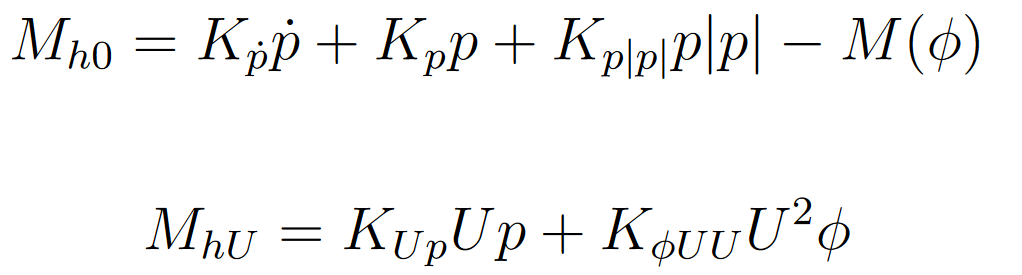 $M_{h0} = K_{\dot{p}}\dot{p} + K_{p}p + K_{p|p|}p|p| - M(\phi)$
$M_{hU} = K_{Up}Up + K_{\phi UU}U^{2}\phi$